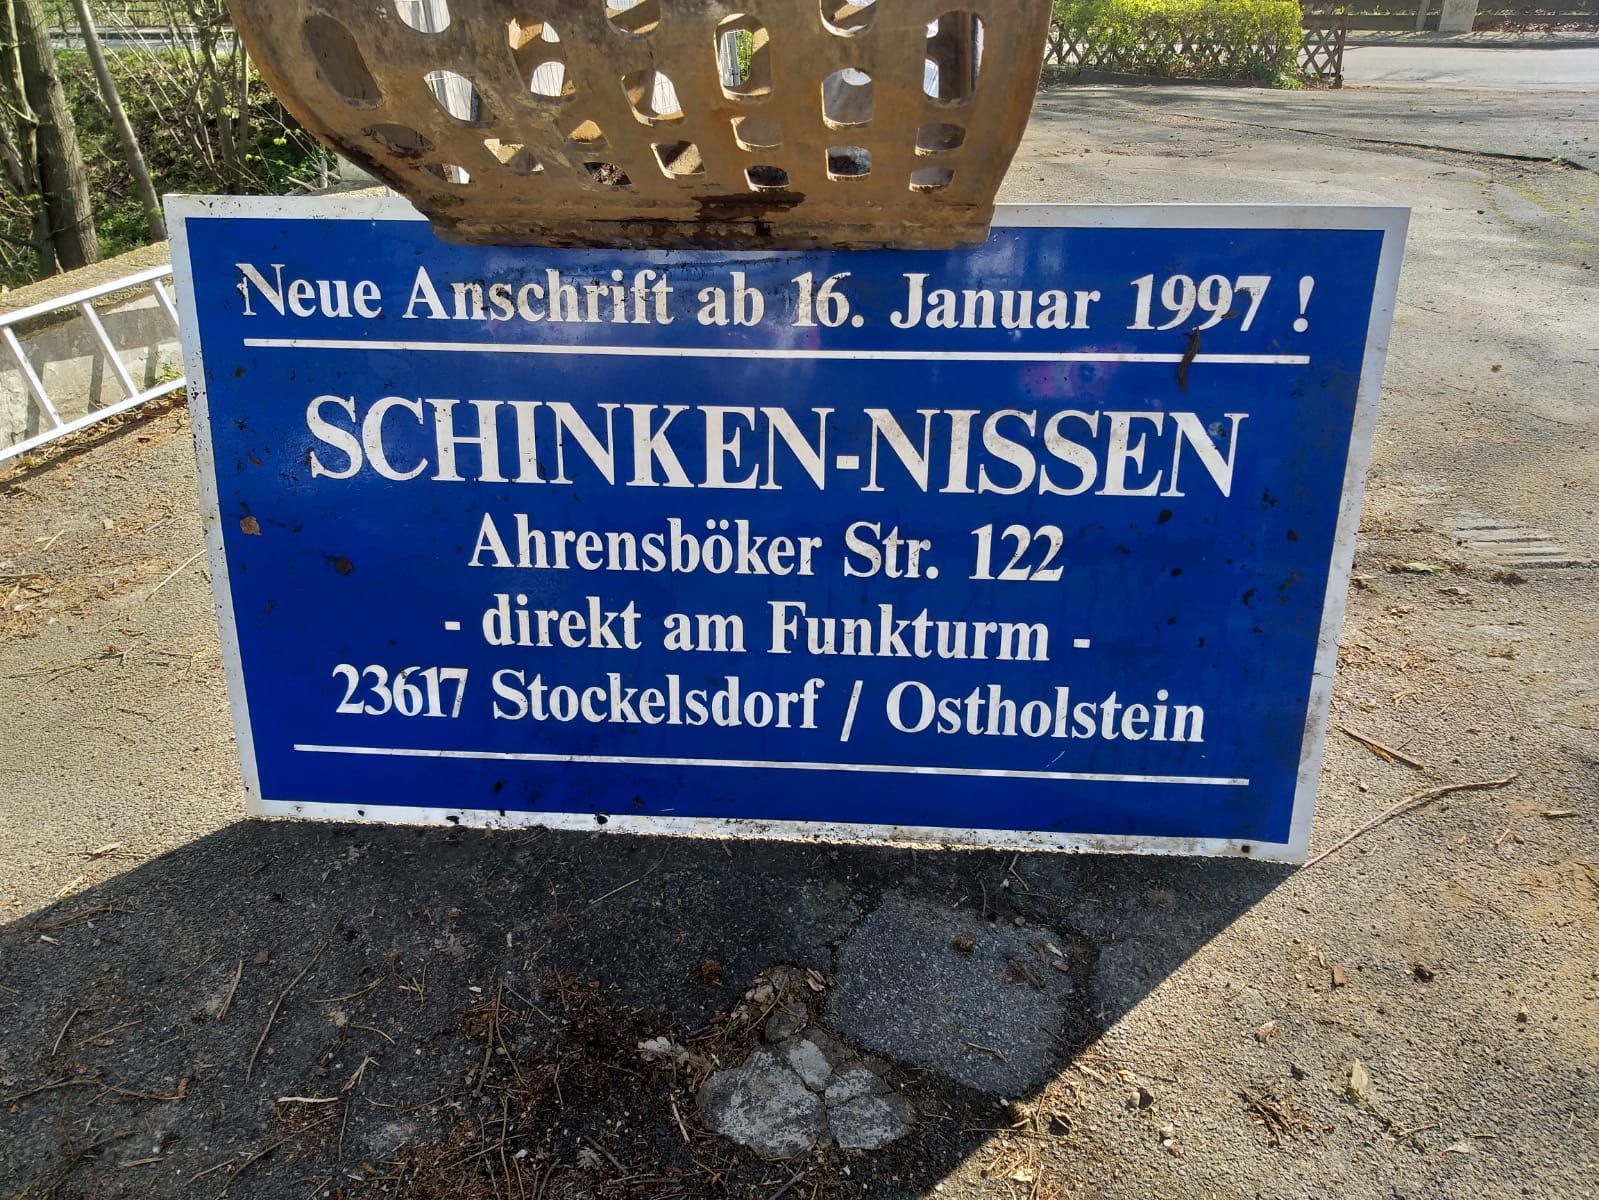 Neue Anschrift ab 16. Januar 1997 !
SCHINKEN-NISSEN
Ahrensböker Str. 122
- direkt am Funkturm -
23617 Stockelsdorf / Ostholstein